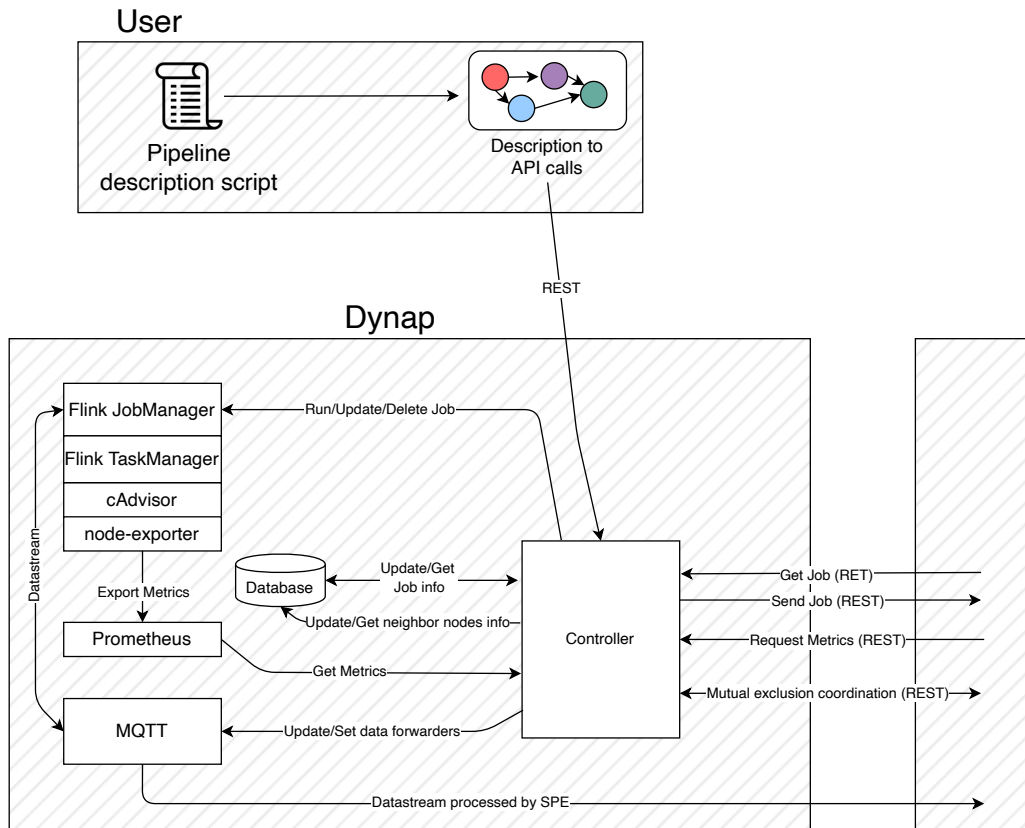 User
Pipeline
description script
Description to
API calls
REST
Dynap
Flink JobManager
Flink TaskManager
cAdvisor
node-exporter
Run/Update/Delete Job
Datastream
Export Metrics
Prometheus
Database
Update/Get
Job info
Update/Get neighbor nodes info
Get Metrics
Controller
MQTT
Update/Set data forwarders
Get Job (RET)
Send Job (REST)
Request Metrics (REST)
Mutual exclusion coordination (REST)
Datastream processed by SPE